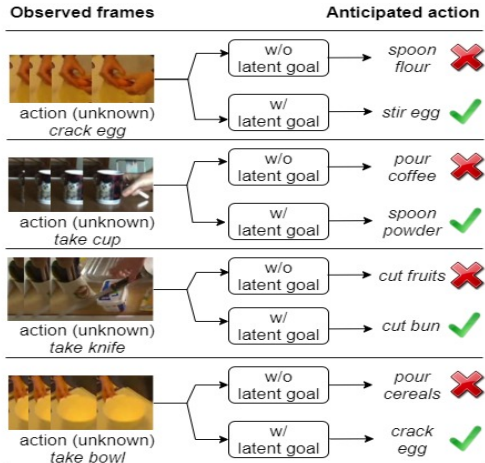 Observed frames
Anticipated action
w/o
latent goal
spoon
flour
action (unknown)
crack egg
w/
latent goal
stir egg
w/o
latent goal
pour
coffee
action (unknown)
take cup
w/
latent goal
spoon
powder
w/o
latent goal
cut fruits
action (unknown)
take knife
w/
latent goal
cut bun
w/o
latent goal
pour
cereals
action (unknown)
take bowl
w/
latent goal
crack
egg